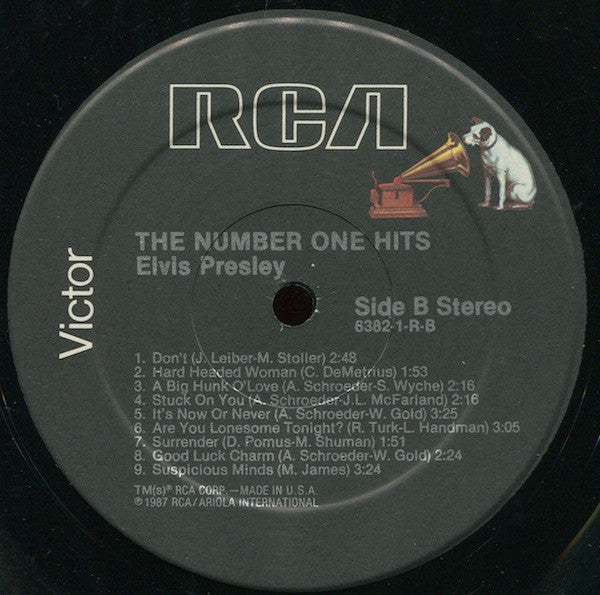 RCA
Victor
THE NUMBER ONE HITS
Elvis Presley
Side B Stereo
6382-1-R-B
1. Don't (J. Leiber-M. Stoller) 2:48
2. Hard Headed Woman (C. DeMetrius) 1:53
3. A Big Hunk O'Love (A. Schroeder-S. Wyche) 2:16
4. Stuck On You (A. Schroeder-J.L. McFarland) 2:16
5. It's Now Or Never (A. Schroeder-W. Gold) 3:25
6. Are You Lonesome Tonight? (R. Turk-L. Handman) 3:05
7. Surrender (D. Pomus-M. Shuman) 1:51
8. Good Luck Charm (A. Schroeder-W. Gold) 2:24
9. Suspicious Minds (M. James) 3:24
TM(s)® RCA CORP.—MADE IN U.S.A.
℗1987 RCA/ARIOLA INTERNATIONAL